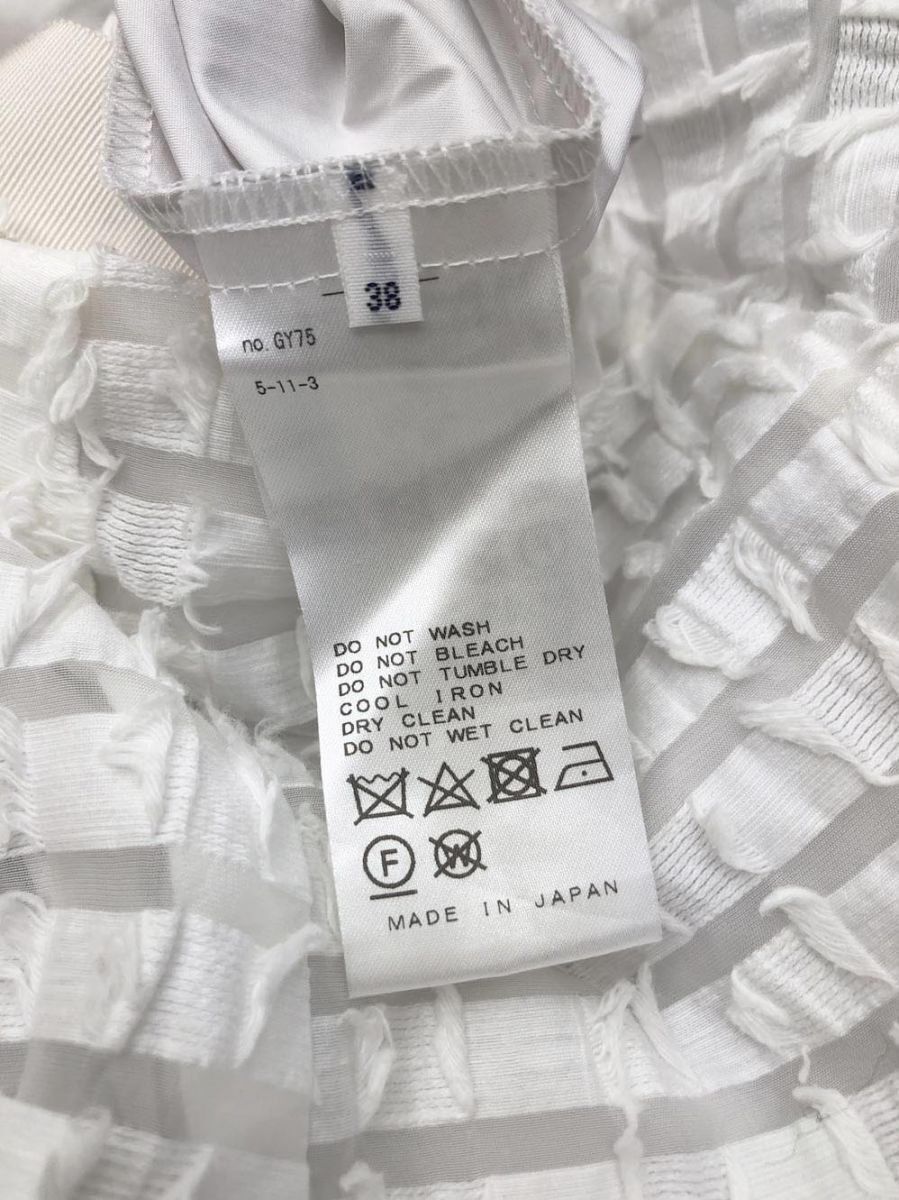 38
no. GY75
5-11-3
DO NOT WASH
DO NOT BLEACH
DO NOT TUMBLE DRY
COOL IRON
DRY CLEAN
DO NOT WET CLEAN
F W
MADE IN JAPAN